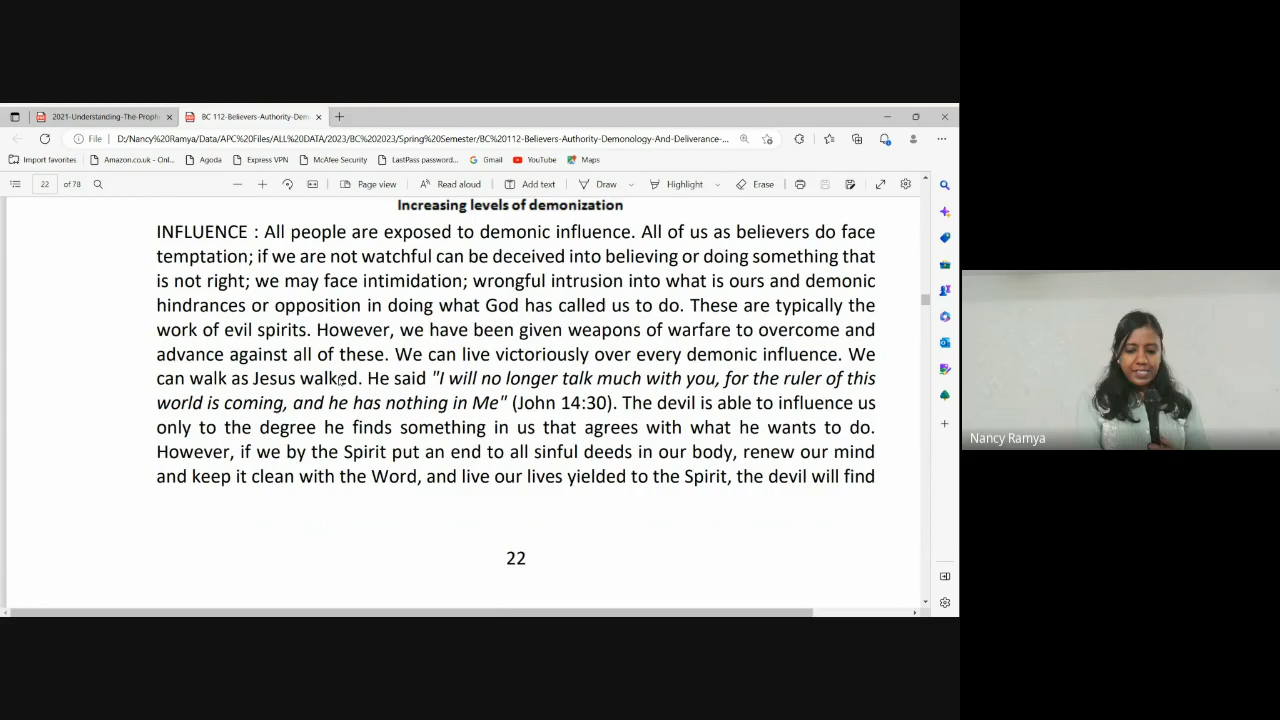 2021-Understanding-The-Prophe
BC 112-Believers-Authority-Demo
File
D:/Nancy%20Ramya/Data/APC%20Files/ALL%20DATA/2023/BC%202023/Spring%20Semester/BC%20112-Believers-Authority-Demonology-And-Deliverance-...
Import favorites
Amazon.co.uk - Onl...
Agoda
Express VPN
McAfee Security
LastPass password...
Gmail
YouTube
Maps
22 of 78
Page view
Read aloud
Add text
Draw
Highlight
Erase
Increasing levels of demonization
INFLUENCE : All people are exposed to demonic influence. All of us as believers do face
temptation; if we are not watchful can be deceived into believing or doing something that
is not right; we may face intimidation; wrongful intrusion into what is ours and demonic
hindrances or opposition in doing what God has called us to do. These are typically the
work of evil spirits. However, we have been given weapons of warfare to overcome and
advance against all of these. We can live victoriously over every demonic influence. We
can walk as Jesus walked. He said "I will no longer talk much with you, for the ruler of this
world is coming, and he has nothing in Me" (John 14:30). The devil is able to influence us
only to the degree he finds something in us that agrees with what he wants to do.
However, if we by the Spirit put an end to all sinful deeds in our body, renew our mind
and keep it clean with the Word, and live our lives yielded to the Spirit, the devil will find
22
Nancy Ramya